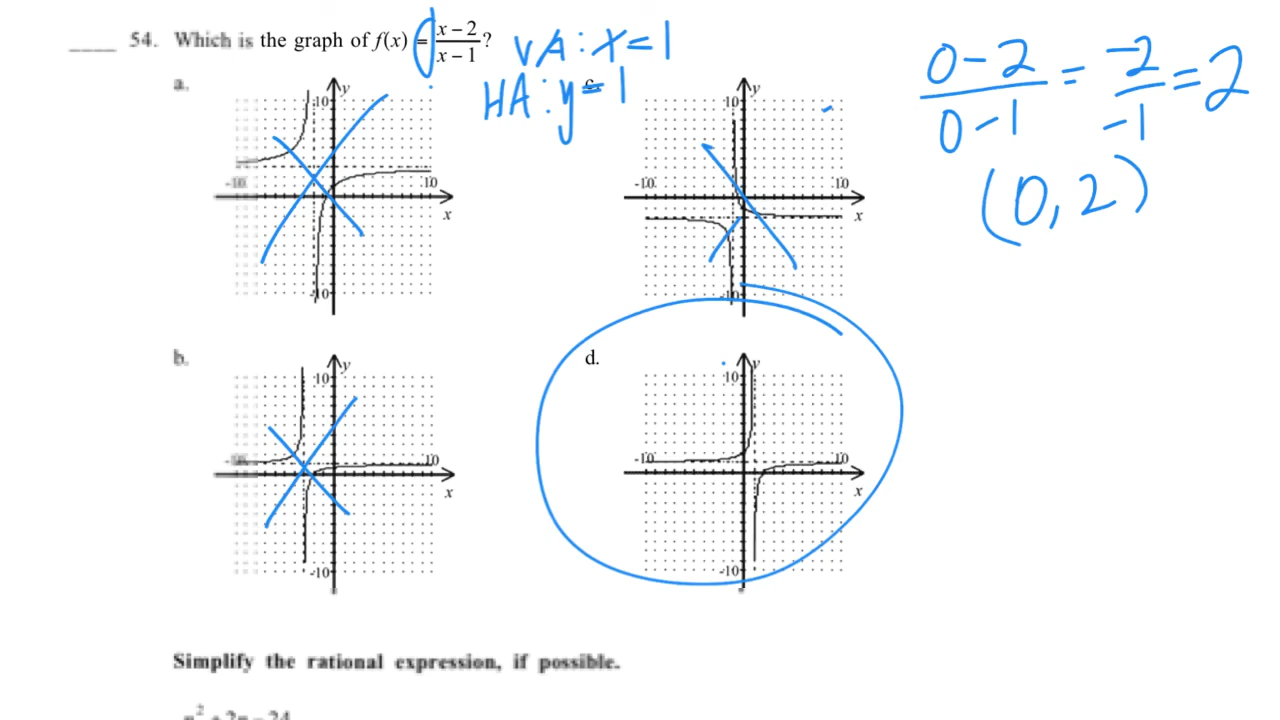 ____ 54. Which is the graph of f(x) = (x − 2)/(x − 1)?
VA: x = 1
HA: y = 1
(0 − 2)/(0 − 1) = −2/−1 = 2
(0, 2)
a.
10 y
-10 10
x
-10
c.
10 y
-10 10
x
-10
b.
10 y
-10 10
x
-10
d.
10 y
-10 10
x
-10
Simplify the rational expression, if possible.